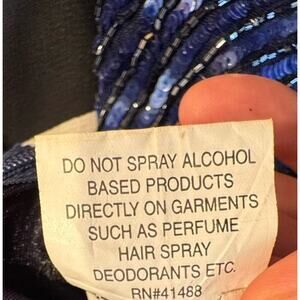 DO NOT SPRAY ALCOHOL
BASED PRODUCTS
DIRECTLY ON GARMENTS
SUCH AS PERFUME
HAIR SPRAY
DEODORANTS ETC.
RN#41488